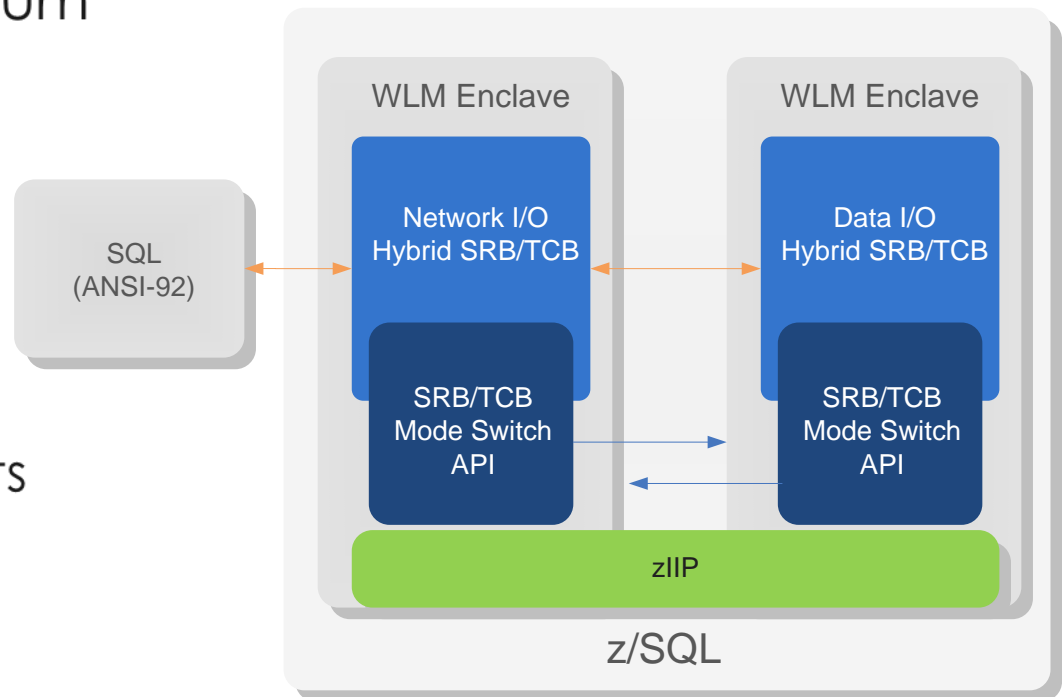 WLM Enclave
WLM Enclave
Network I/O
Hybrid SRB/TCB
Data I/O
Hybrid SRB/TCB
SQL
(ANSI-92)
SRB/TCB
Mode Switch
API
SRB/TCB
Mode Switch
API
zIIP
z/SQL